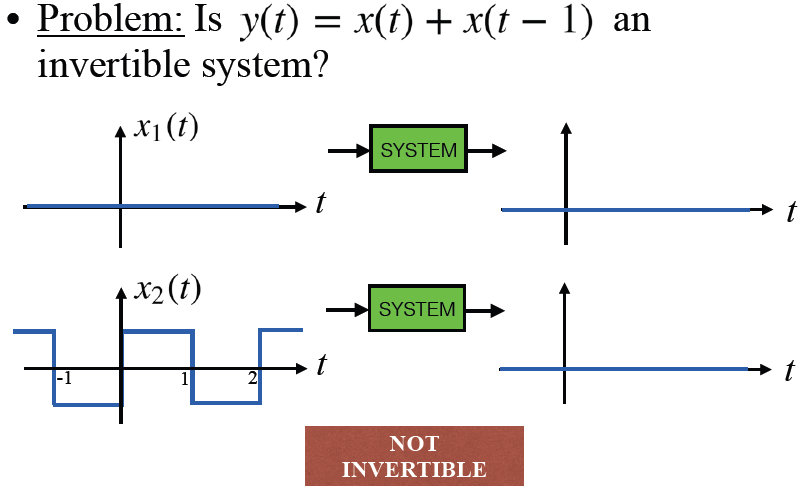 • Problem: Is y(t) = x(t) + x(t − 1) an
invertible system?
x₁(t)
SYSTEM
t
t
x₂(t)
SYSTEM
t
t
-1
1
2
NOT
INVERTIBLE